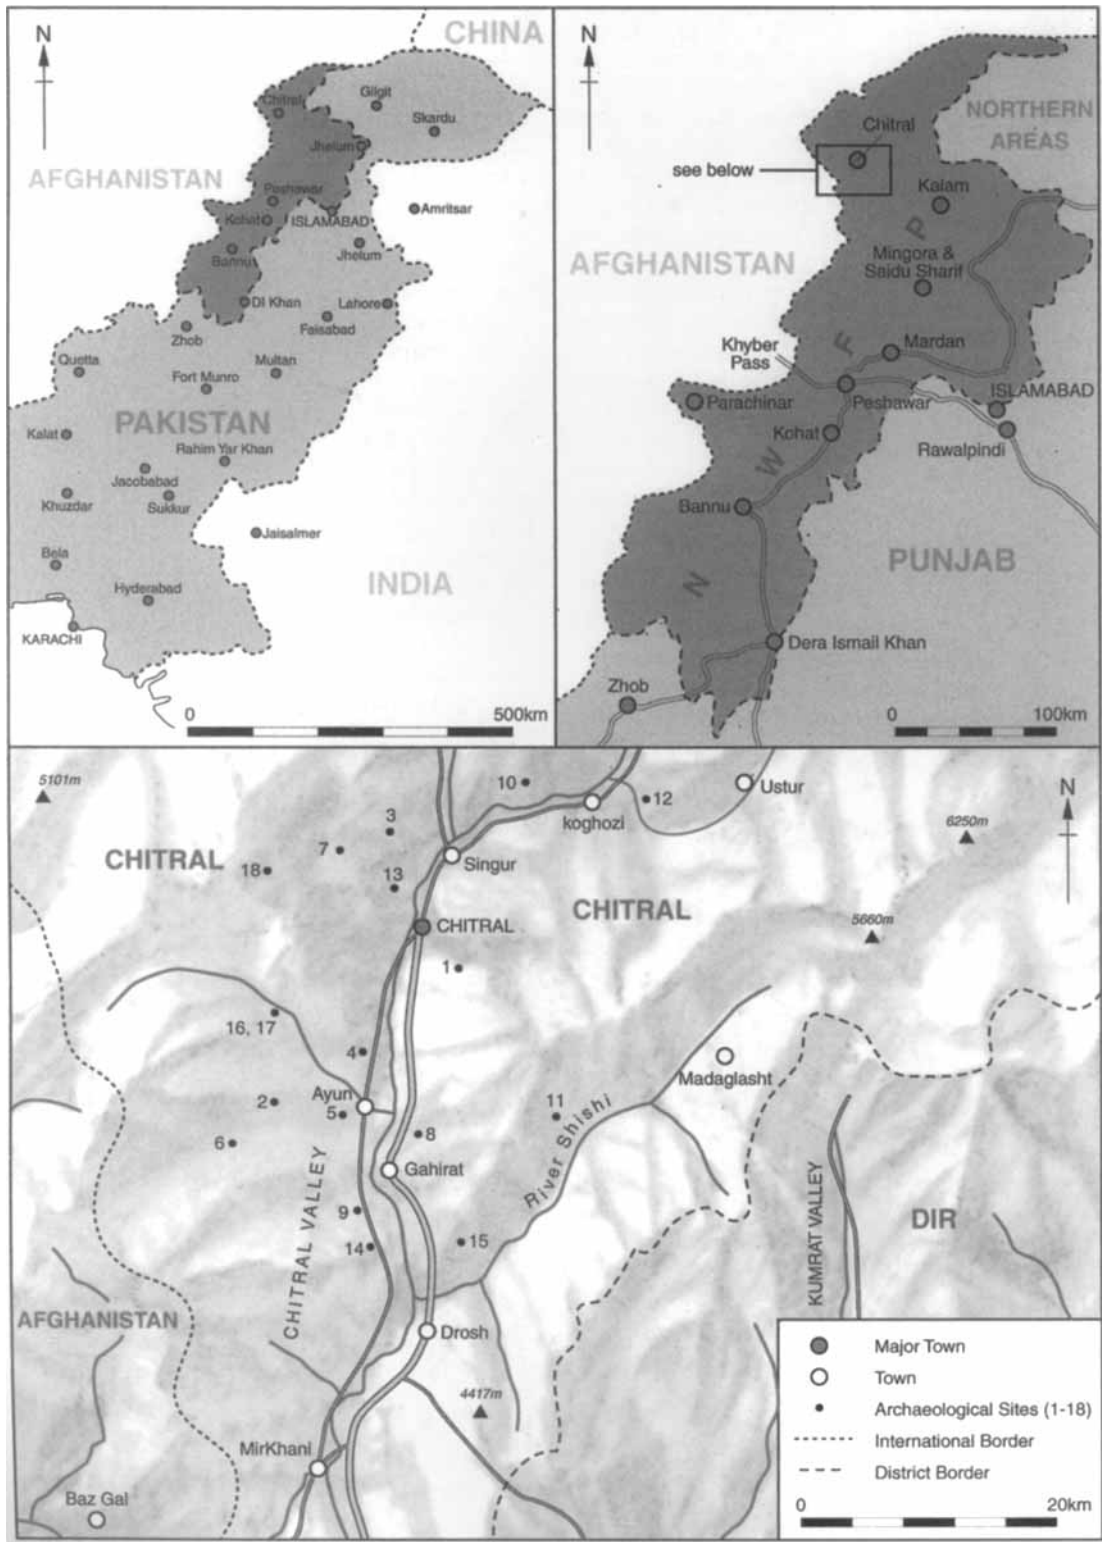 N
CHINA
Chitral
Gilgit
Skardu
Jhelum
AFGHANISTAN
Peshawar
Kohat
ISLAMABAD
Amritsar
Bannu
Jhelum
DI Khan
Lahore
Zhob
Faisabad
Quetta
Multan
Fort Munro
PAKISTAN
Kalat
Rahim Yar Khan
Jacobabad
Khuzdar
Sukkur
Jaisalmer
Bela
INDIA
Hyderabad
KARACHI
0
500km
N
NORTHERN
AREAS
Chitral
see below
Kalam
P
AFGHANISTAN
Mingora &
Saidu Sharif
Khyber
Pass
F
Mardan
ISLAMABAD
Parachinar
Peshawar
Kohat
Rawalpindi
W
Bannu
PUNJAB
N
Dera Ismail Khan
Zhob
0
100km
5101m
10
Ustur
N
12
koghozi
3
6250m
7
CHITRAL
18
Singur
13
CHITRAL
5660m
CHITRAL
1
16, 17
4
Madaglasht
Ayun
2
5
11
8
6
River Shishi
Gahirat
CHITRAL VALLEY
KUMRAT VALLEY
9
DIR
14
15
AFGHANISTAN
Drosh
4417m
MirKhani
Baz Gal
Major Town
Town
Archaeological Sites (1-18)
International Border
District Border
0
20km